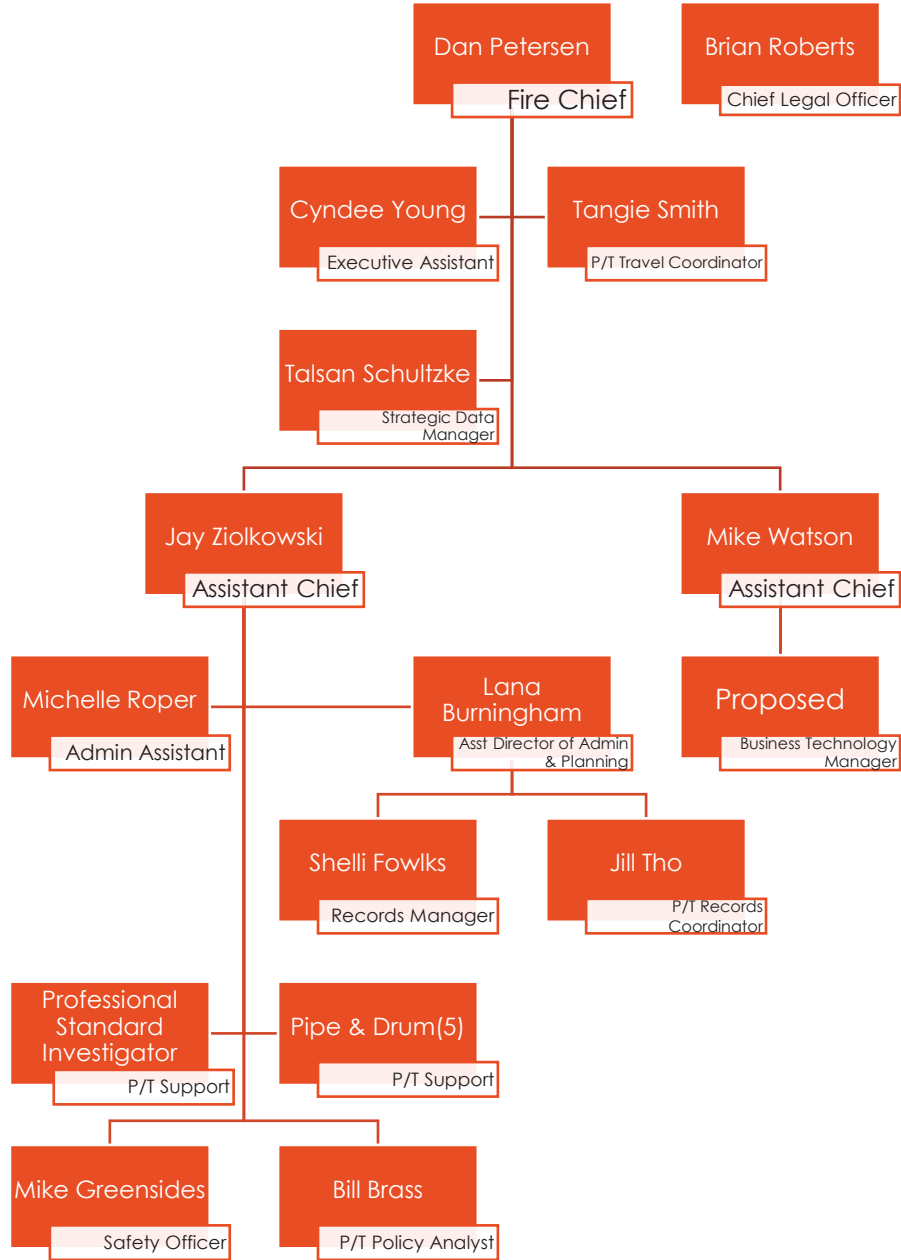 Dan Petersen
Fire Chief
Brian Roberts
Chief Legal Officer
Cyndee Young
Executive Assistant
Tangie Smith
P/T Travel Coordinator
Talsan Schultzke
Strategic Data
Manager
Jay Ziolkowski
Assistant Chief
Mike Watson
Assistant Chief
Michelle Roper
Admin Assistant
Lana
Burningham
Asst Director of Admin
& Planning
Proposed
Business Technology
Manager
Shelli Fowlks
Records Manager
Jill Tho
P/T Records
Coordinator
Professional
Standard
Investigator
P/T Support
Pipe & Drum(5)
P/T Support
Mike Greensides
Safety Officer
Bill Brass
P/T Policy Analyst